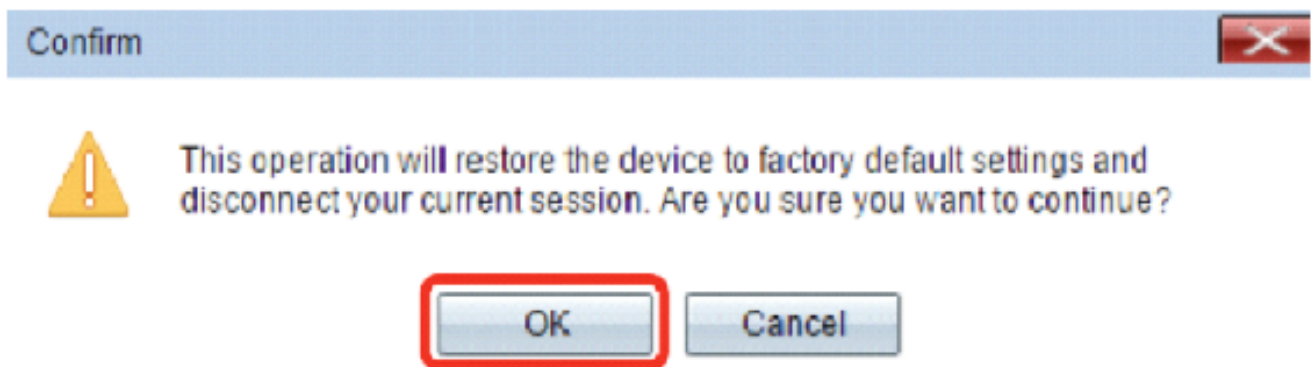 Confirm
This operation will restore the device to factory default settings and
disconnect your current session. Are you sure you want to continue?
OK
Cancel